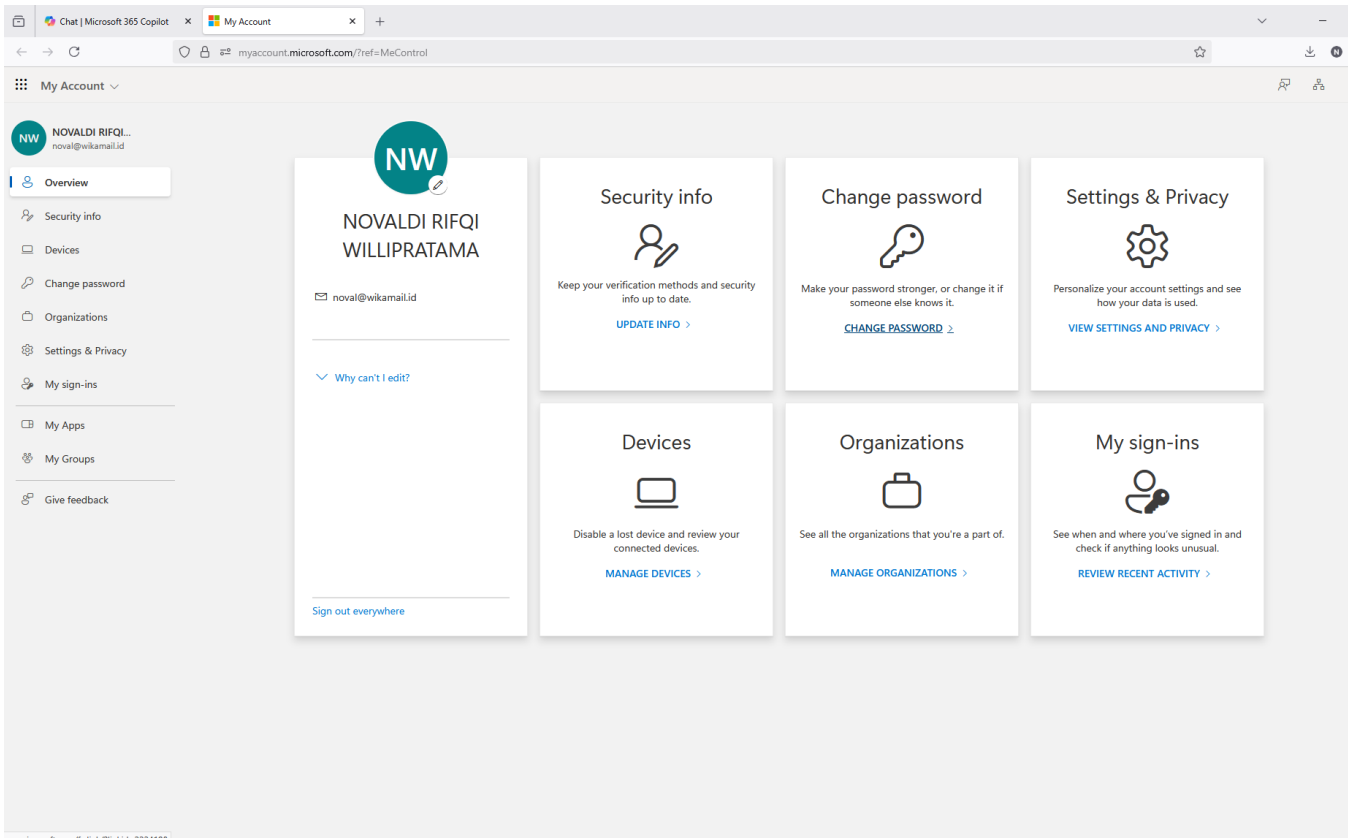 Chat | Microsoft 365 Copilot
My Account
myaccount.microsoft.com/?ref=MeControl
N
My Account
NW
NOVALDI RIFQI...
noval@wikamail.id
Overview
Security info
Devices
Change password
Organizations
Settings & Privacy
My sign-ins
My Apps
My Groups
Give feedback
NW
NOVALDI RIFQI
WILLIPRATAMA
noval@wikamail.id
Why can't I edit?
Sign out everywhere
Security info
Keep your verification methods and security
info up to date.
UPDATE INFO
Change password
Make your password stronger, or change it if
someone else knows it.
CHANGE PASSWORD
Settings & Privacy
Personalize your account settings and see
how your data is used.
VIEW SETTINGS AND PRIVACY
Devices
Disable a lost device and review your
connected devices.
MANAGE DEVICES
Organizations
See all the organizations that you're a part of.
MANAGE ORGANIZATIONS
My sign-ins
See when and where you've signed in and
check if anything looks unusual.
REVIEW RECENT ACTIVITY